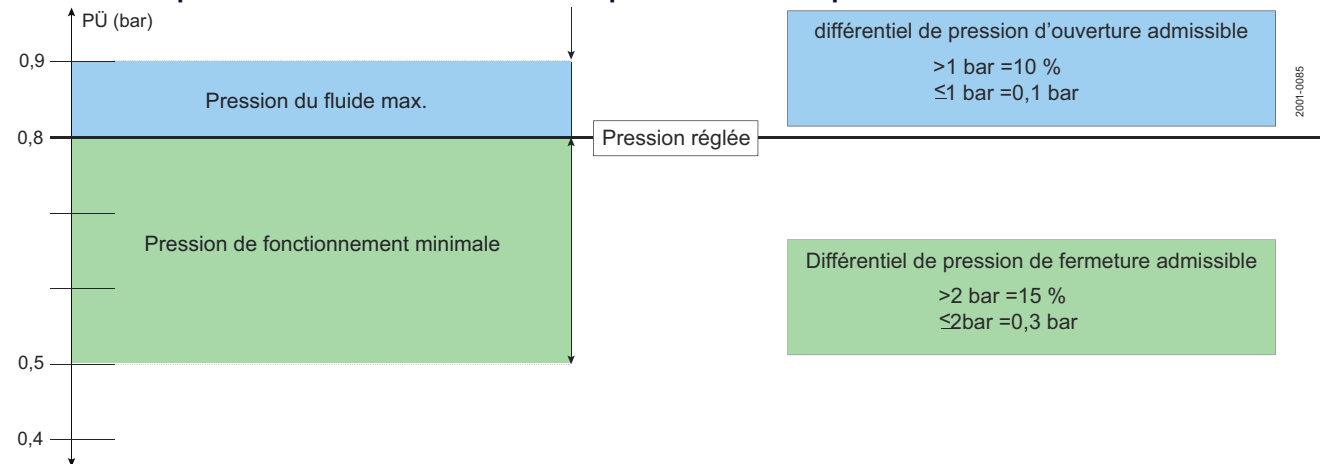 PÜ (bar)
0,9
Pression du fluide max.
0,8
Pression réglée
Pression de fonctionnement minimale
0,5
0,4
différentiel de pression d’ouverture admissible
>1 bar =10 %
≤1 bar =0,1 bar
2001-0085
Différentiel de pression de fermeture admissible
>2 bar =15 %
≤2bar =0,3 bar